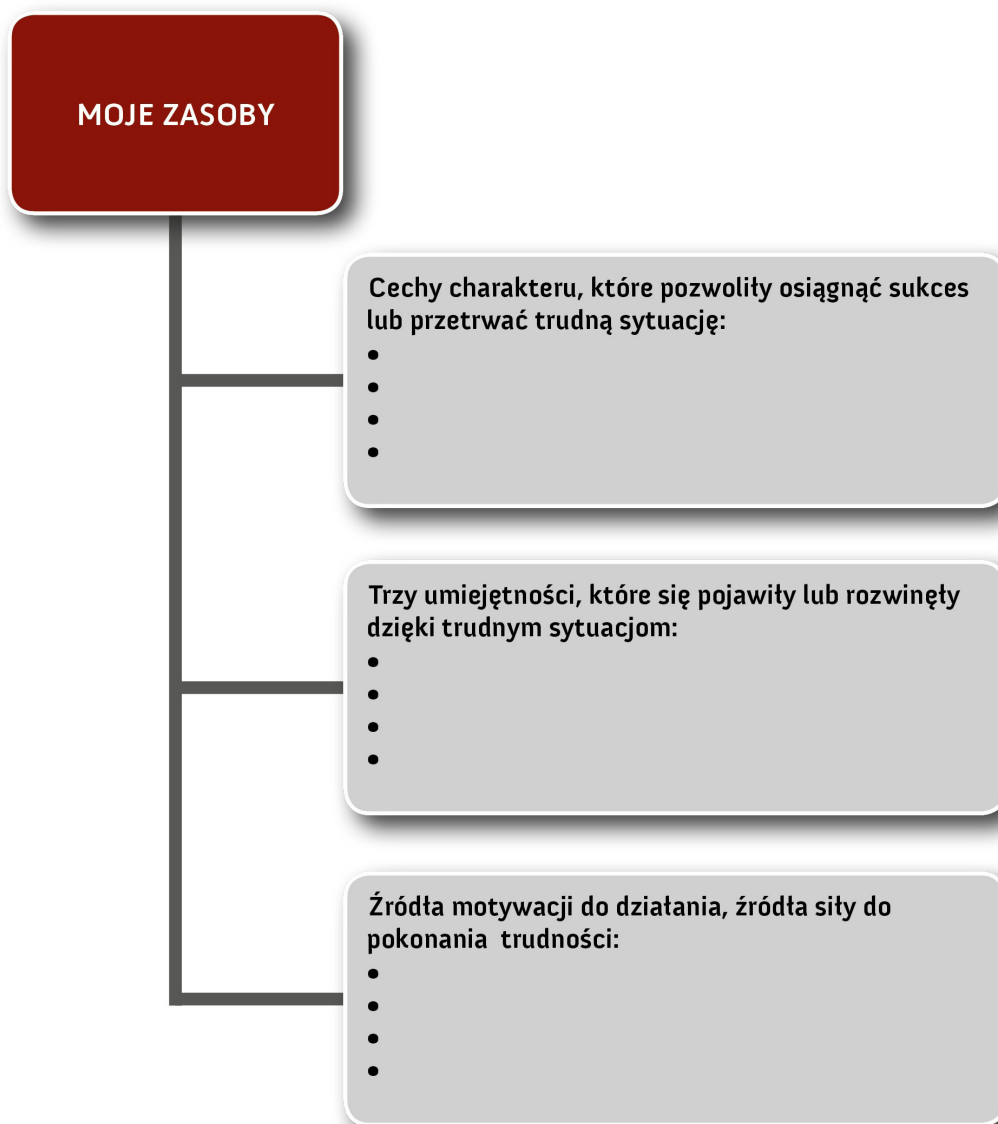 MOJE ZASOBY
Cechy charakteru, które pozwoliły osiągnąć sukces
lub przetrwać trudną sytuację:
•
•
•
•
Trzy umiejętności, które się pojawiły lub rozwinęły
dzięki trudnym sytuacjom:
•
•
•
•
Źródła motywacji do działania, źródła siły do
pokonania  trudności:
•
•
•
•